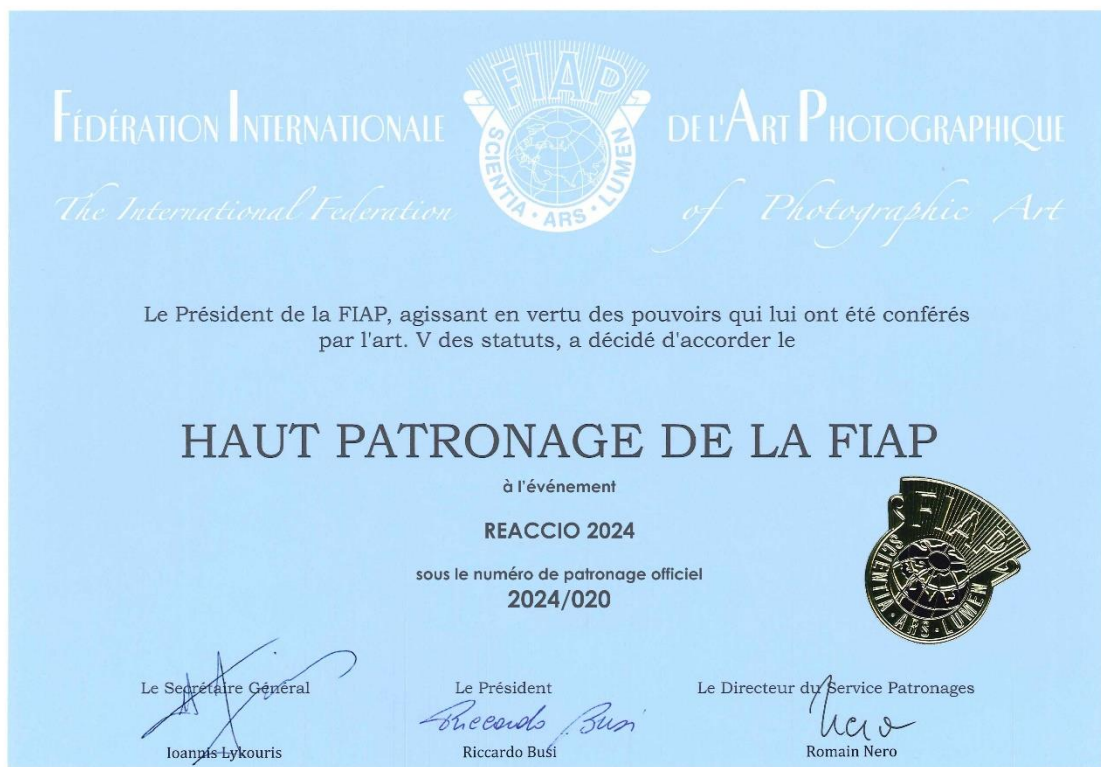 FÉDÉRATION INTERNATIONALE
DE L'ART PHOTOGRAPHIQUE
The International Federation
of Photographic Art
FIAP
SCIENTIA · ARS · LUMEN
Le Président de la FIAP, agissant en vertu des pouvoirs qui lui ont été conférés
par l'art. V des statuts, a décidé d'accorder le
HAUT PATRONAGE DE LA FIAP
à l'événement
REACCIO 2024
sous le numéro de patronage officiel
2024/020
FIAP
SCIENTIA · ARS · LUMEN
Le Secrétaire Général
Le Président
Le Directeur du Service Patronages
Riccardo Busi
Nero
Ioannis Lykouris
Riccardo Busi
Romain Nero